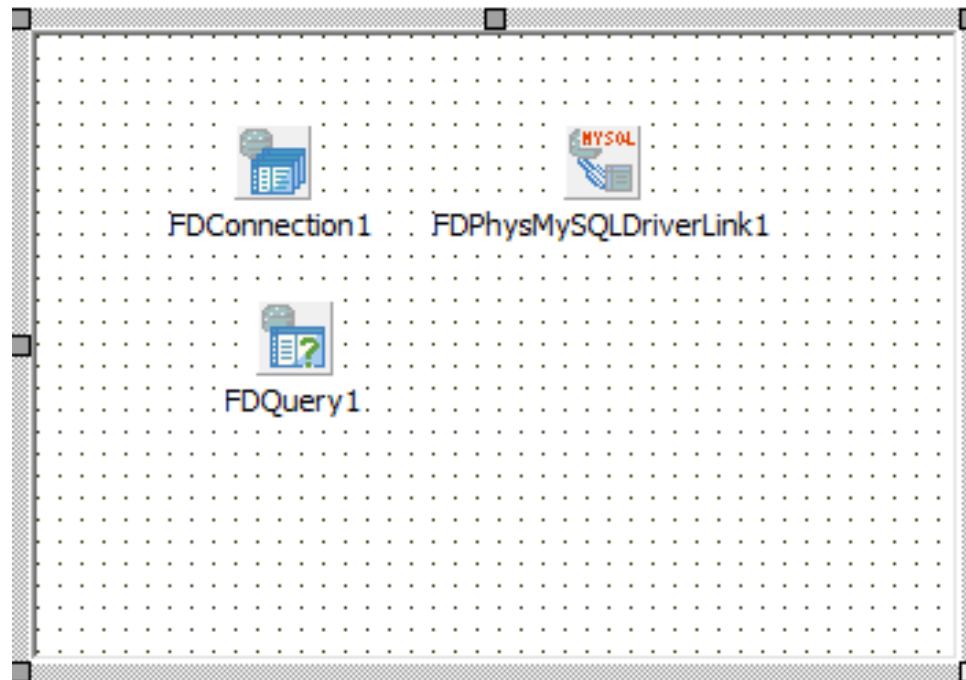 MYSQL
FDConnection1
FDPhysMySQLDriverLink1
?
FDQuery1